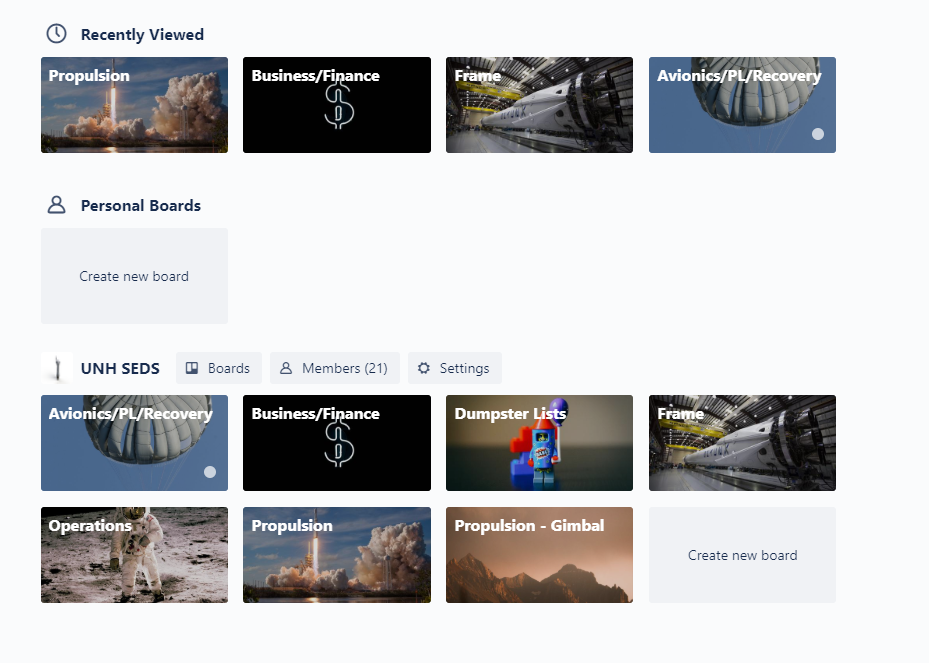 Recently Viewed
Propulsion
Business/Finance
Frame
Avionics/PL/Recovery
Personal Boards
Create new board
UNH SEDS
Boards
Members (21)
Settings
Avionics/PL/Recovery
Business/Finance
Dumpster Lists
Frame
Operations
Propulsion
Propulsion - Gimbal
Create new board